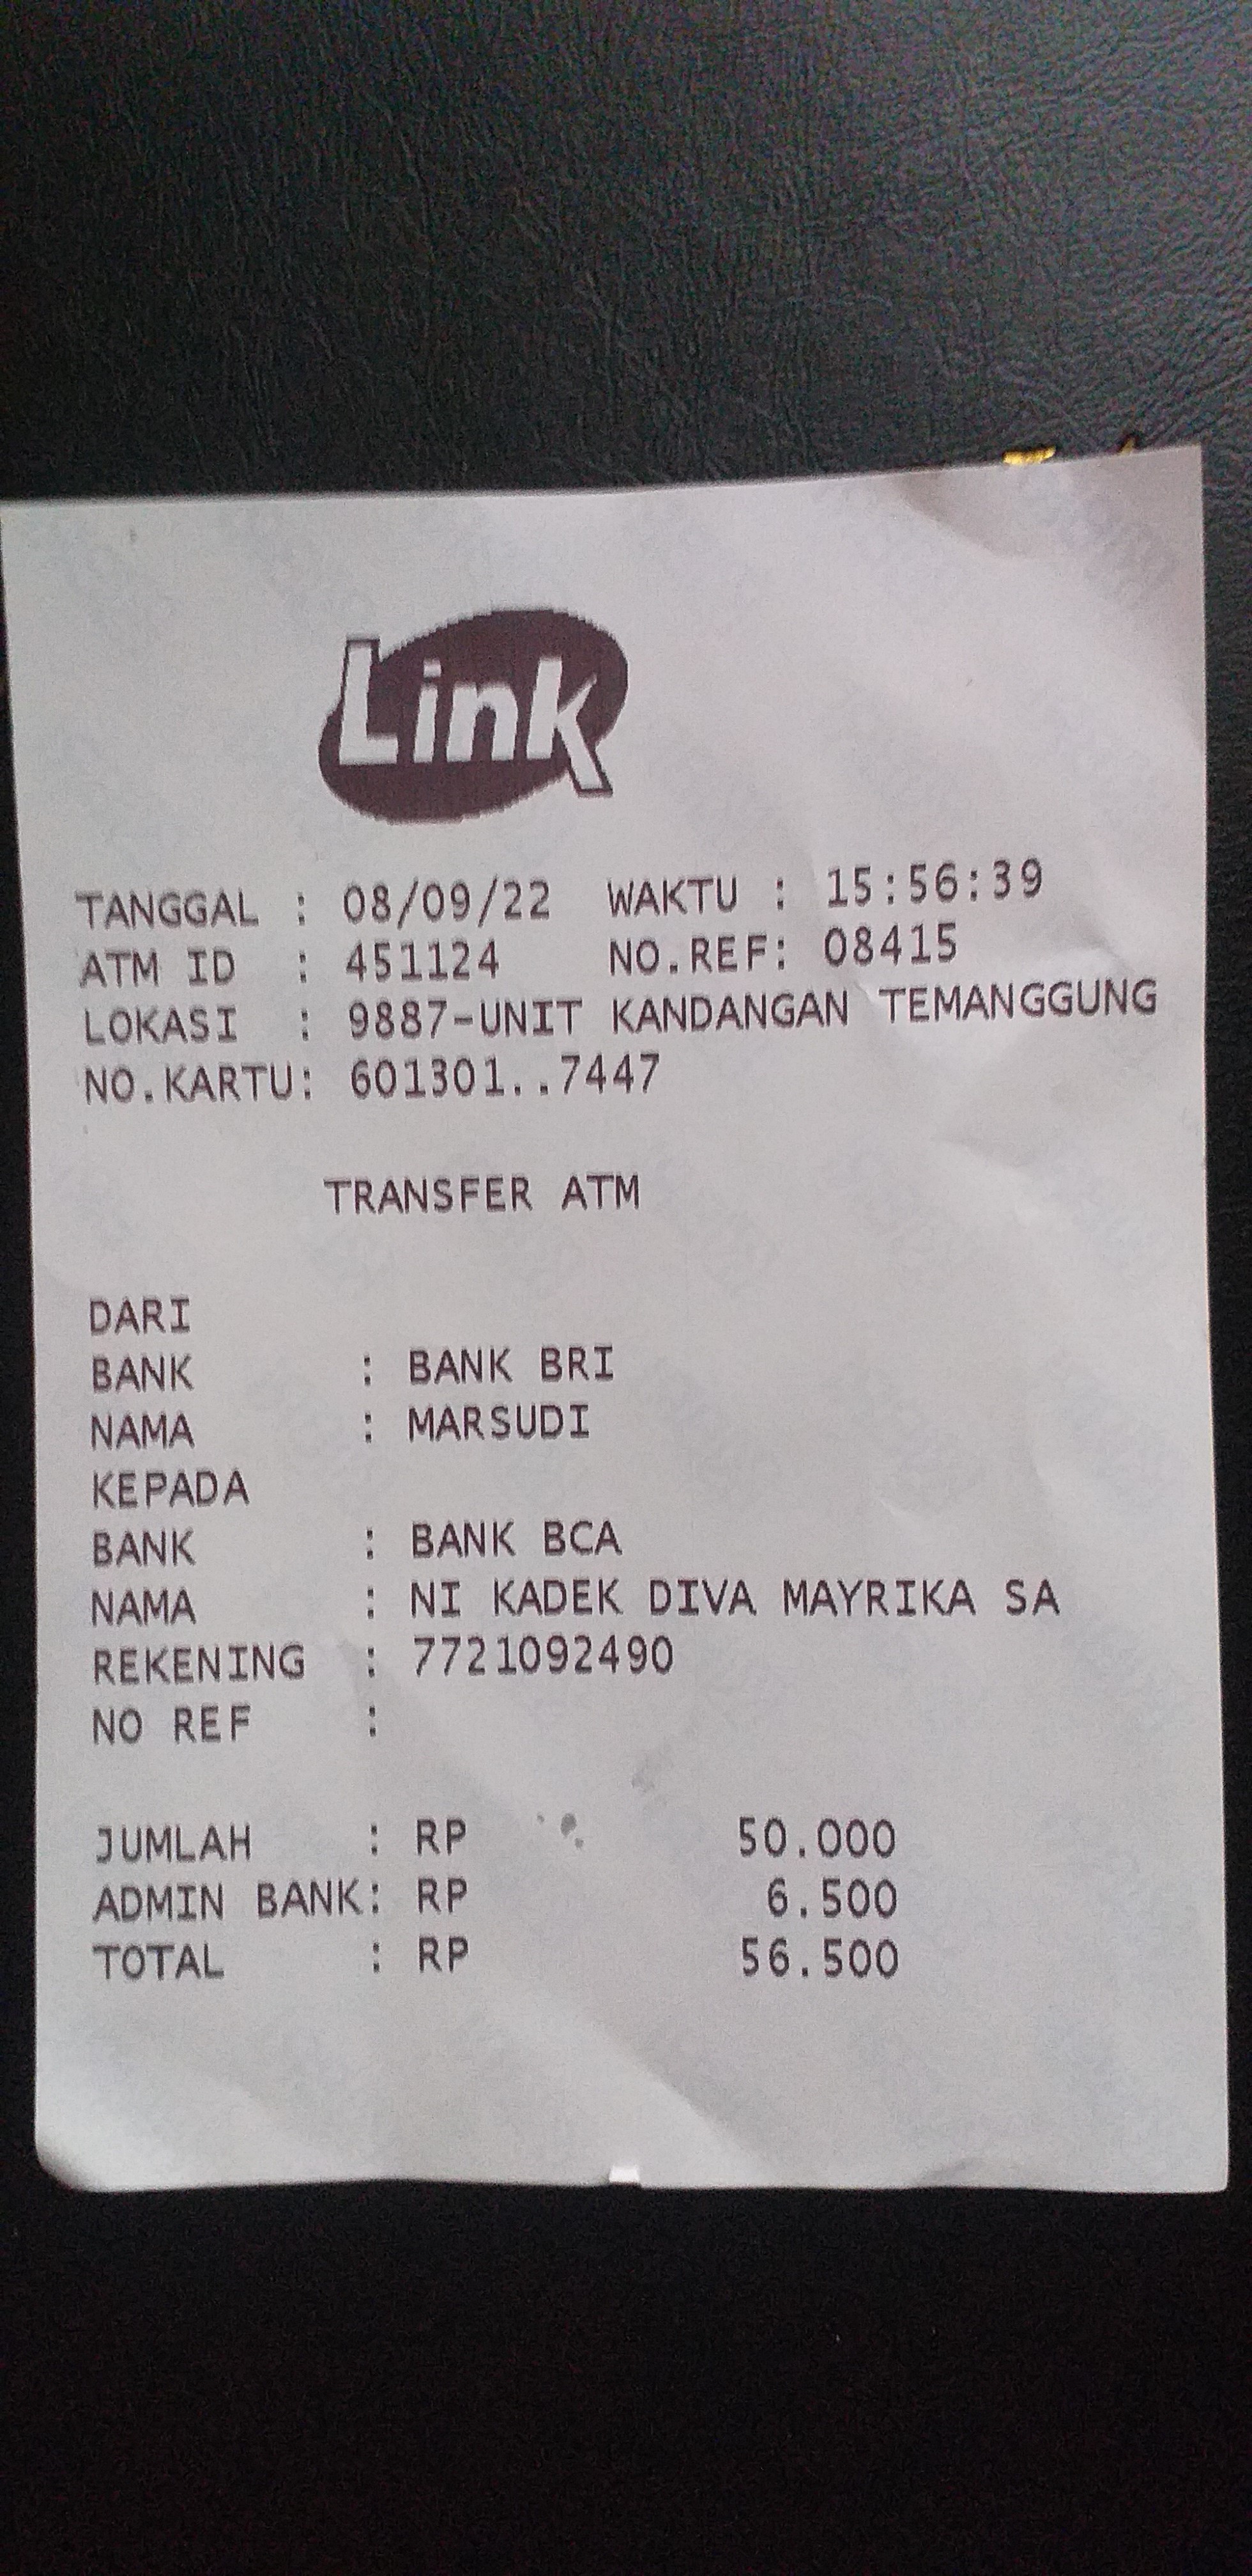 Link
TANGGAL : 08/09/22 WAKTU : 15:56:39
ATM ID : 451124 NO.REF: 08415
LOKASI : 9887-UNIT KANDANGAN TEMANGGUNG
NO.KARTU: 601301..7447
TRANSFER ATM
DARI
BANK : BANK BRI
NAMA : MARSUDI
KEPADA
BANK : BANK BCA
NAMA : NI KADEK DIVA MAYRIKA SA
REKENING : 7721092490
NO REF :
JUMLAH : RP 50.000
ADMIN BANK: RP 6.500
TOTAL : RP 56.500